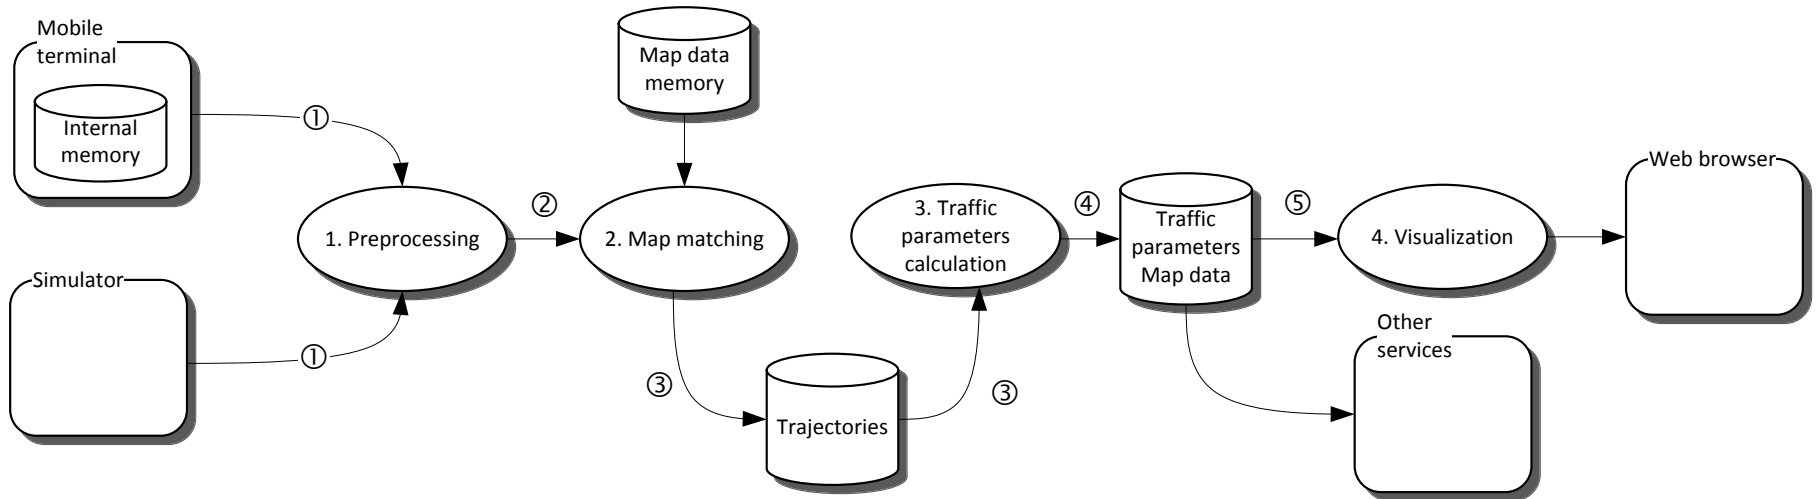 Mobile
terminal
Internal
memory
①
Simulator
①
1. Preprocessing
②
Map data
memory
2. Map matching
③
Trajectories
③
3. Traffic
parameters
calculation
④
Traffic
parameters
Map data
⑤
4. Visualization
Web browser
Other
services